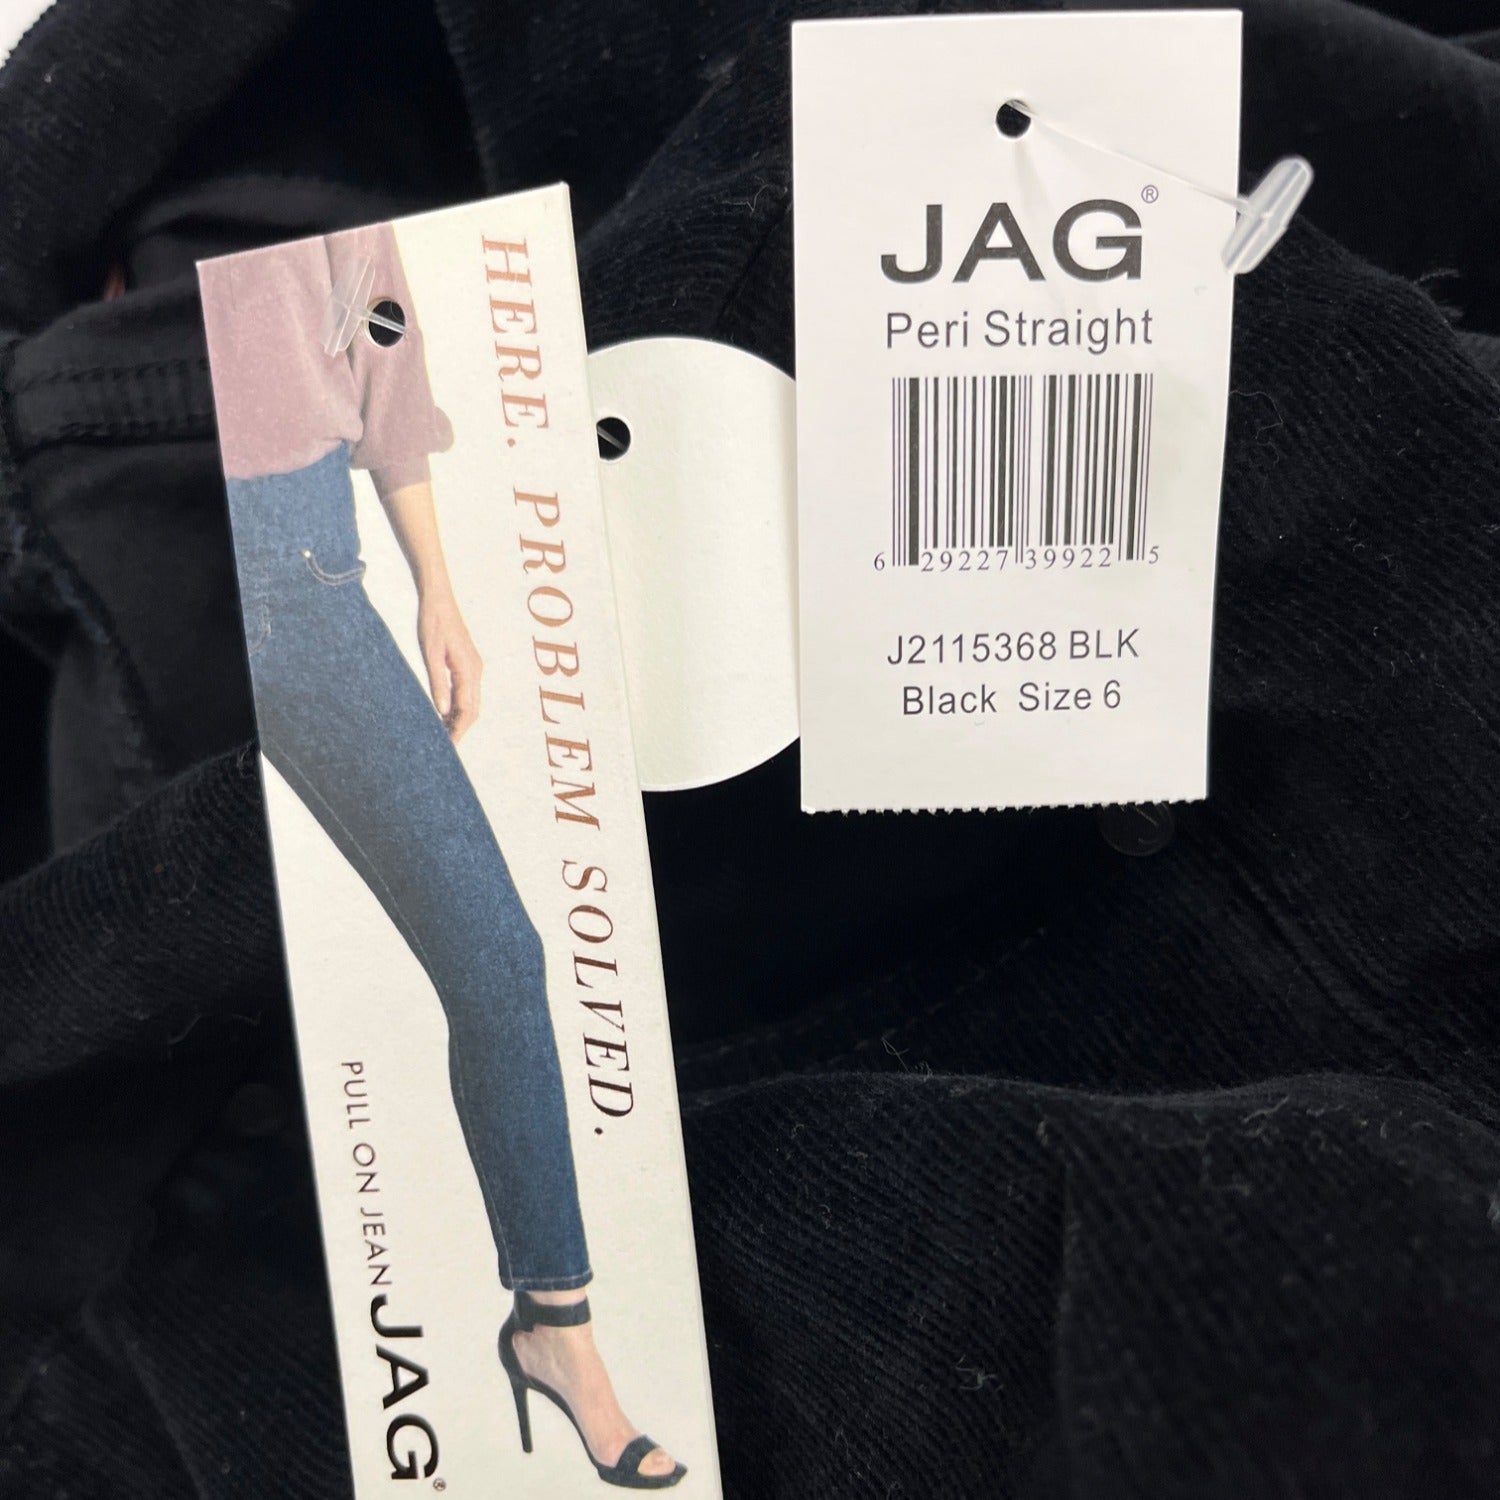 HERE. PROBLEM SOLVED.
PULL ON JEAN
JAG®
JAG®
Peri Straight
6 29227 39922 5
J2115368 BLK
Black Size 6